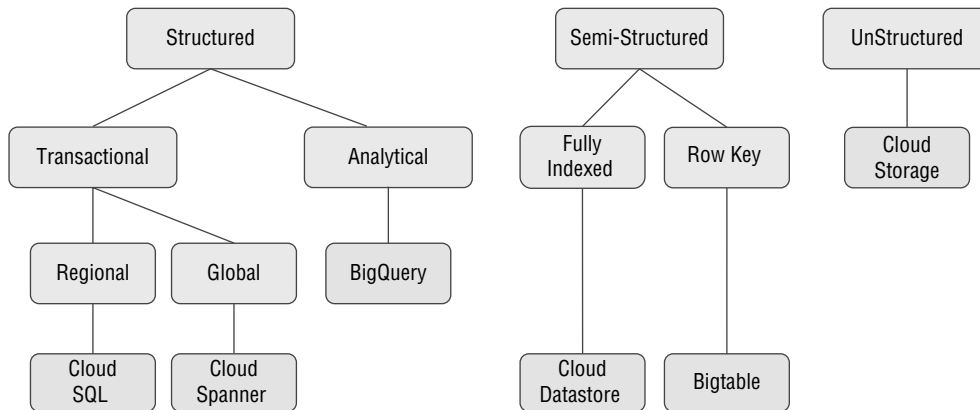 Structured
Semi-Structured
UnStructured
Transactional
Analytical
Fully
Indexed
Row Key
Cloud
Storage
Regional
Global
BigQuery
Cloud
SQL
Cloud
Spanner
Cloud
Datastore
Bigtable